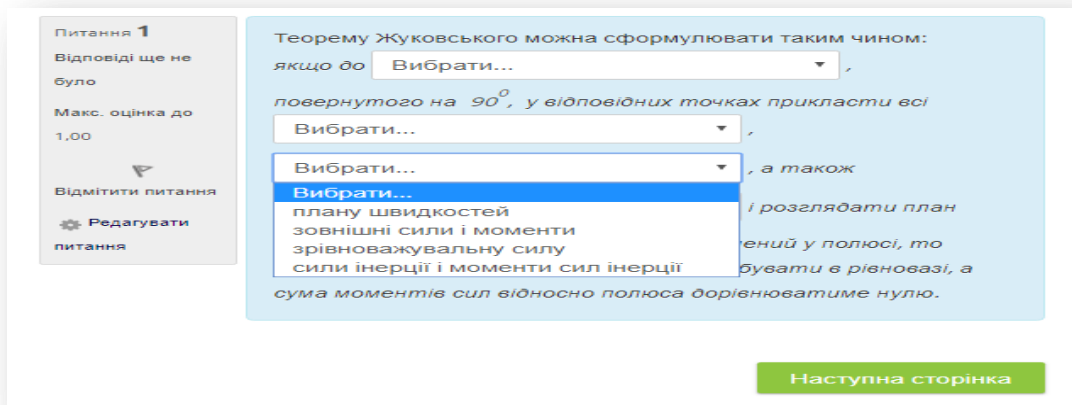 Питання 1
Відповіді ще не
було
Макс. оцінка до
1,00
Відмітити питання
Редагувати
питання
Теорему Жуковського можна сформулювати таким чином:
якщо до Вибрати... ,
повернутого на 90⁰, у відповідних точках прикласти всі
Вибрати... ,
Вибрати... , а також
Вибрати...
плану швидкостей
і розглядати план
зовнішні сили і моменти
зрівноважувальну силу
ений у полюсі, то
сили інерції і моменти сил інерції
бувати в рівновазі, а
сума моментів сил відносно полюса дорівнюватиме нулю.
Наступна сторінка